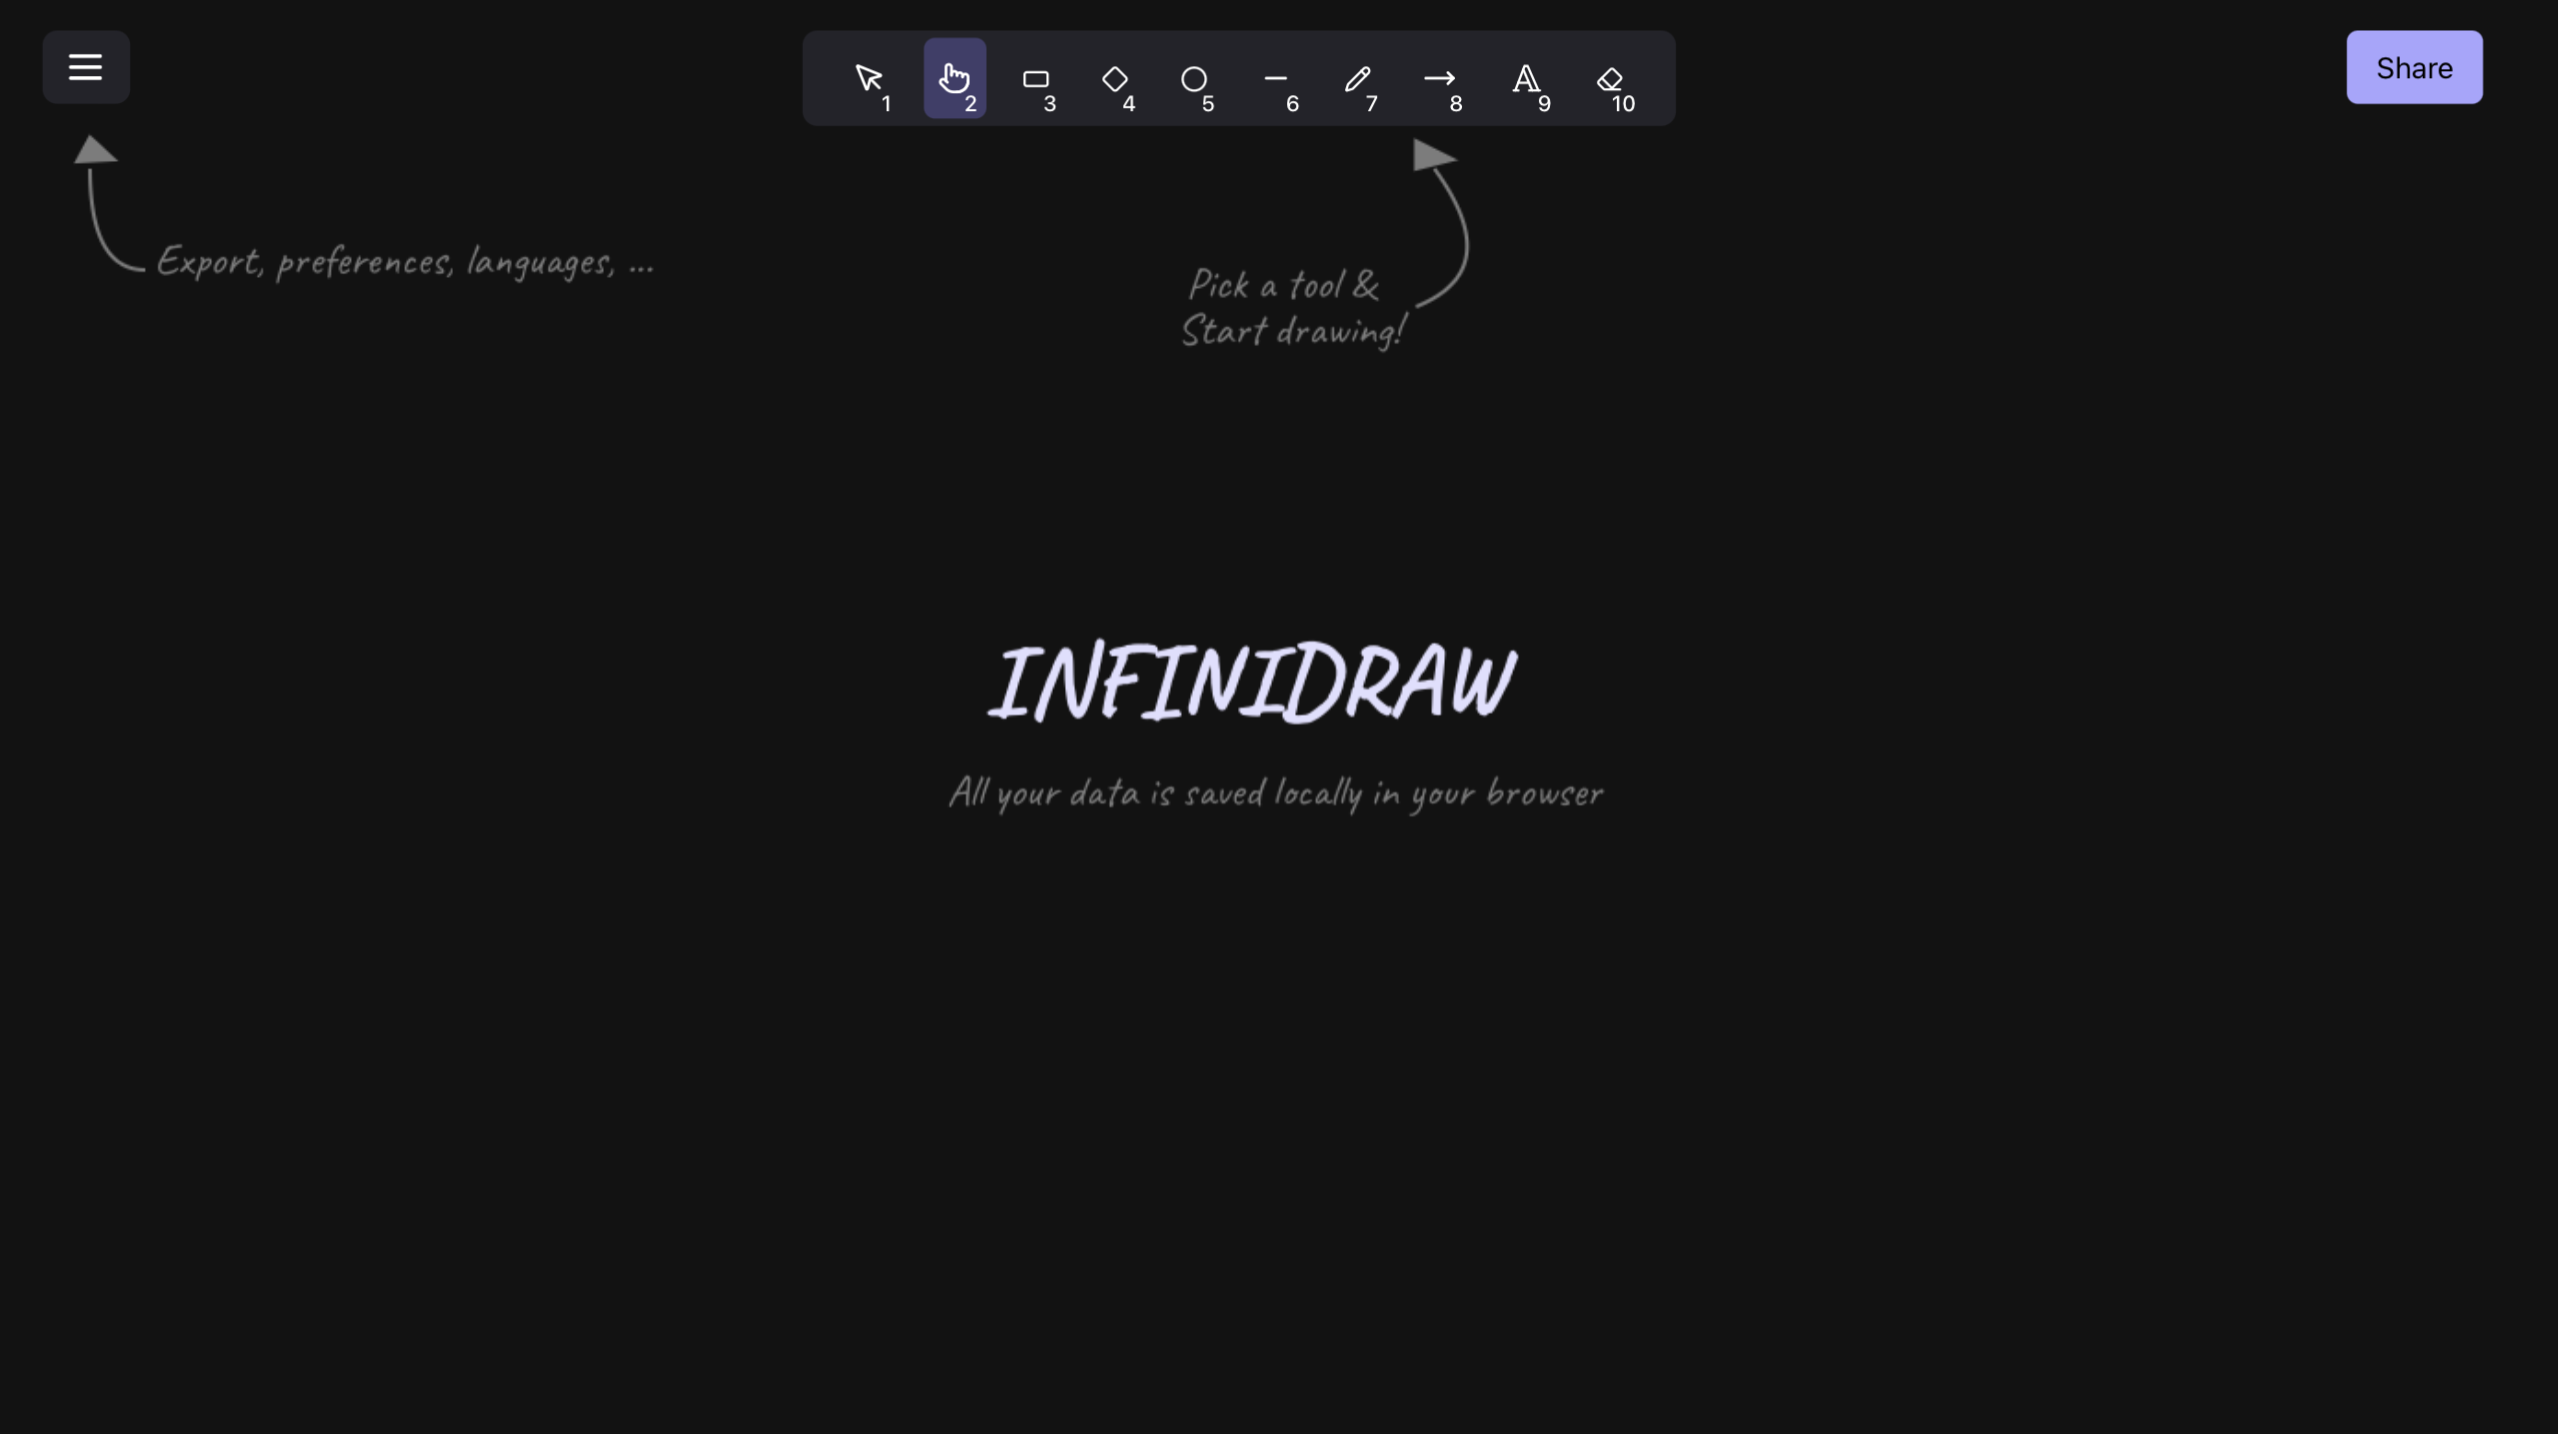 1 2 3 4 5 6 7 8 9 10
Share
Export, preferences, languages, ...
Pick a tool &
Start drawing!
INFINIDRAW
All your data is saved locally in your browser